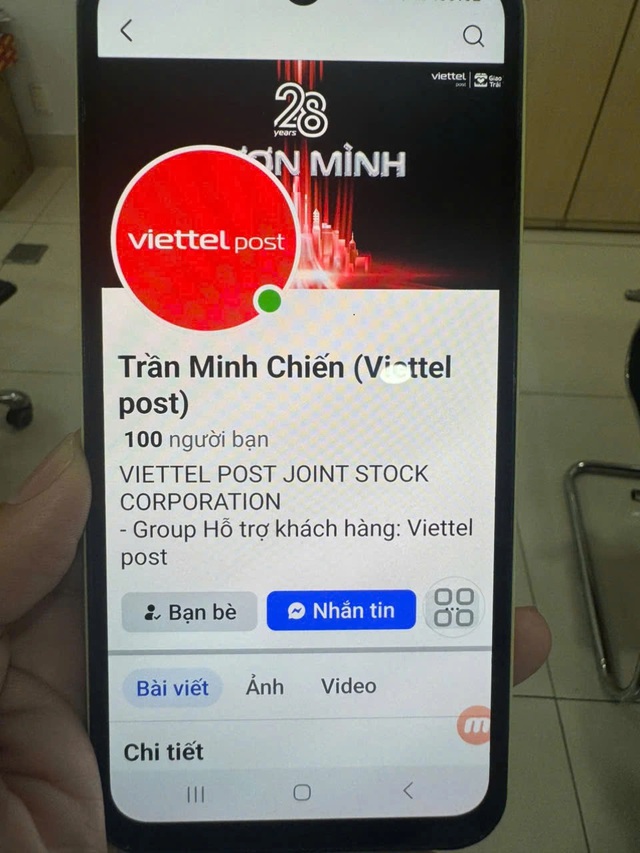 viettel post
Giao Trái
28
years
ƠN MÌNH
viettel post
Trần Minh Chiến (Viettel
post)
100 người bạn
VIETTEL POST JOINT STOCK
CORPORATION
- Group Hỗ trợ khách hàng: Viettel
post
Bạn bè
Nhắn tin
Bài viết
Ảnh
Video
m
Chi tiết